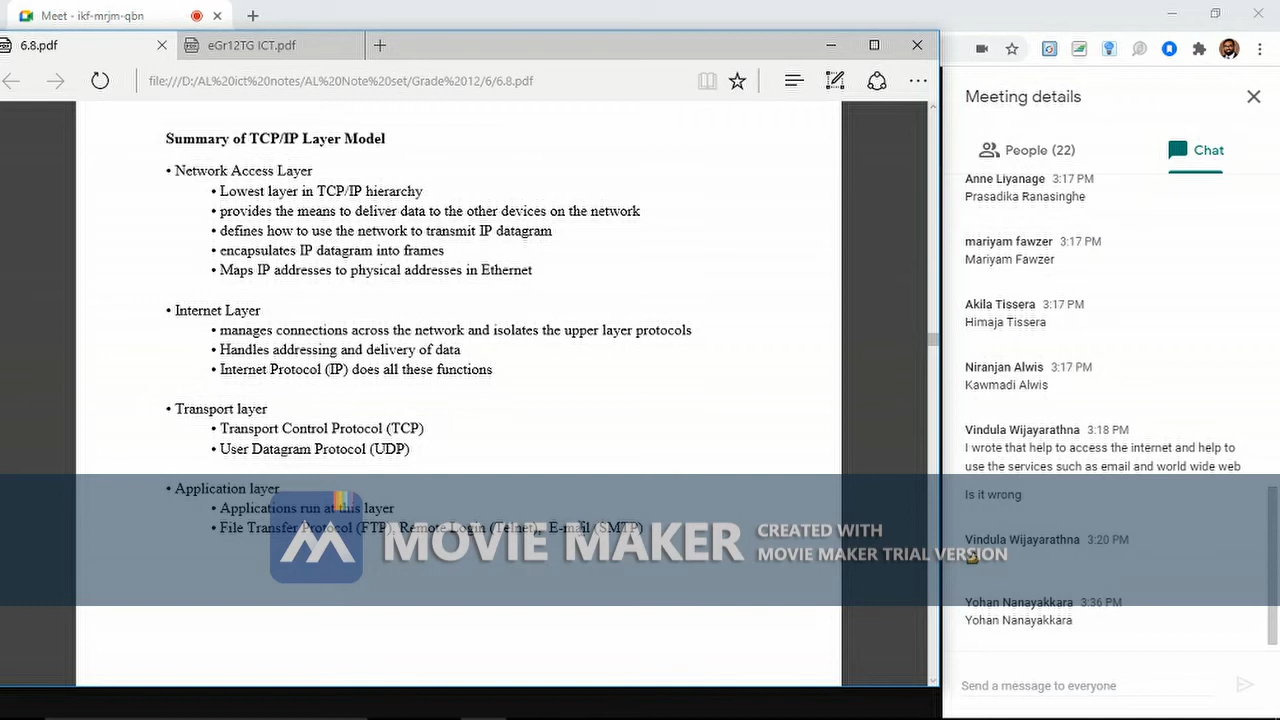 Meet - ikf-mrjm-qbn
6.8.pdf
eGr12TG ICT.pdf
file:///D:/AL%20ict%20notes/AL%20Note%20set/Grade%2012/6/6.8.pdf
Summary of TCP/IP Layer Model
• Network Access Layer
• Lowest layer in TCP/IP hierarchy
• provides the means to deliver data to the other devices on the network
• defines how to use the network to transmit IP datagram
• encapsulates IP datagram into frames
• Maps IP addresses to physical addresses in Ethernet
• Internet Layer
• manages connections across the network and isolates the upper layer protocols
• Handles addressing and delivery of data
• Internet Protocol (IP) does all these functions
• Transport layer
• Transport Control Protocol (TCP)
• User Datagram Protocol (UDP)
• Application layer
• Applications run at this layer
• File Transfer Protocol (FTP), Remote Login (Telnet), E-mail (SMTP)
MOVIE MAKER
CREATED WITH
MOVIE MAKER TRIAL VERSION
Meeting details
People (22)
Chat
Anne Liyanage 3:17 PM
Prasadika Ranasinghe
mariyam fawzer 3:17 PM
Mariyam Fawzer
Akila Tissera 3:17 PM
Himaja Tissera
Niranjan Alwis 3:17 PM
Kawmadi Alwis
Vindula Wijayarathna 3:18 PM
I wrote that help to access the internet and help to
use the services such as email and world wide web
Is it wrong
Vindula Wijayarathna 3:20 PM
Yohan Nanayakkara 3:36 PM
Yohan Nanayakkara
Send a message to everyone